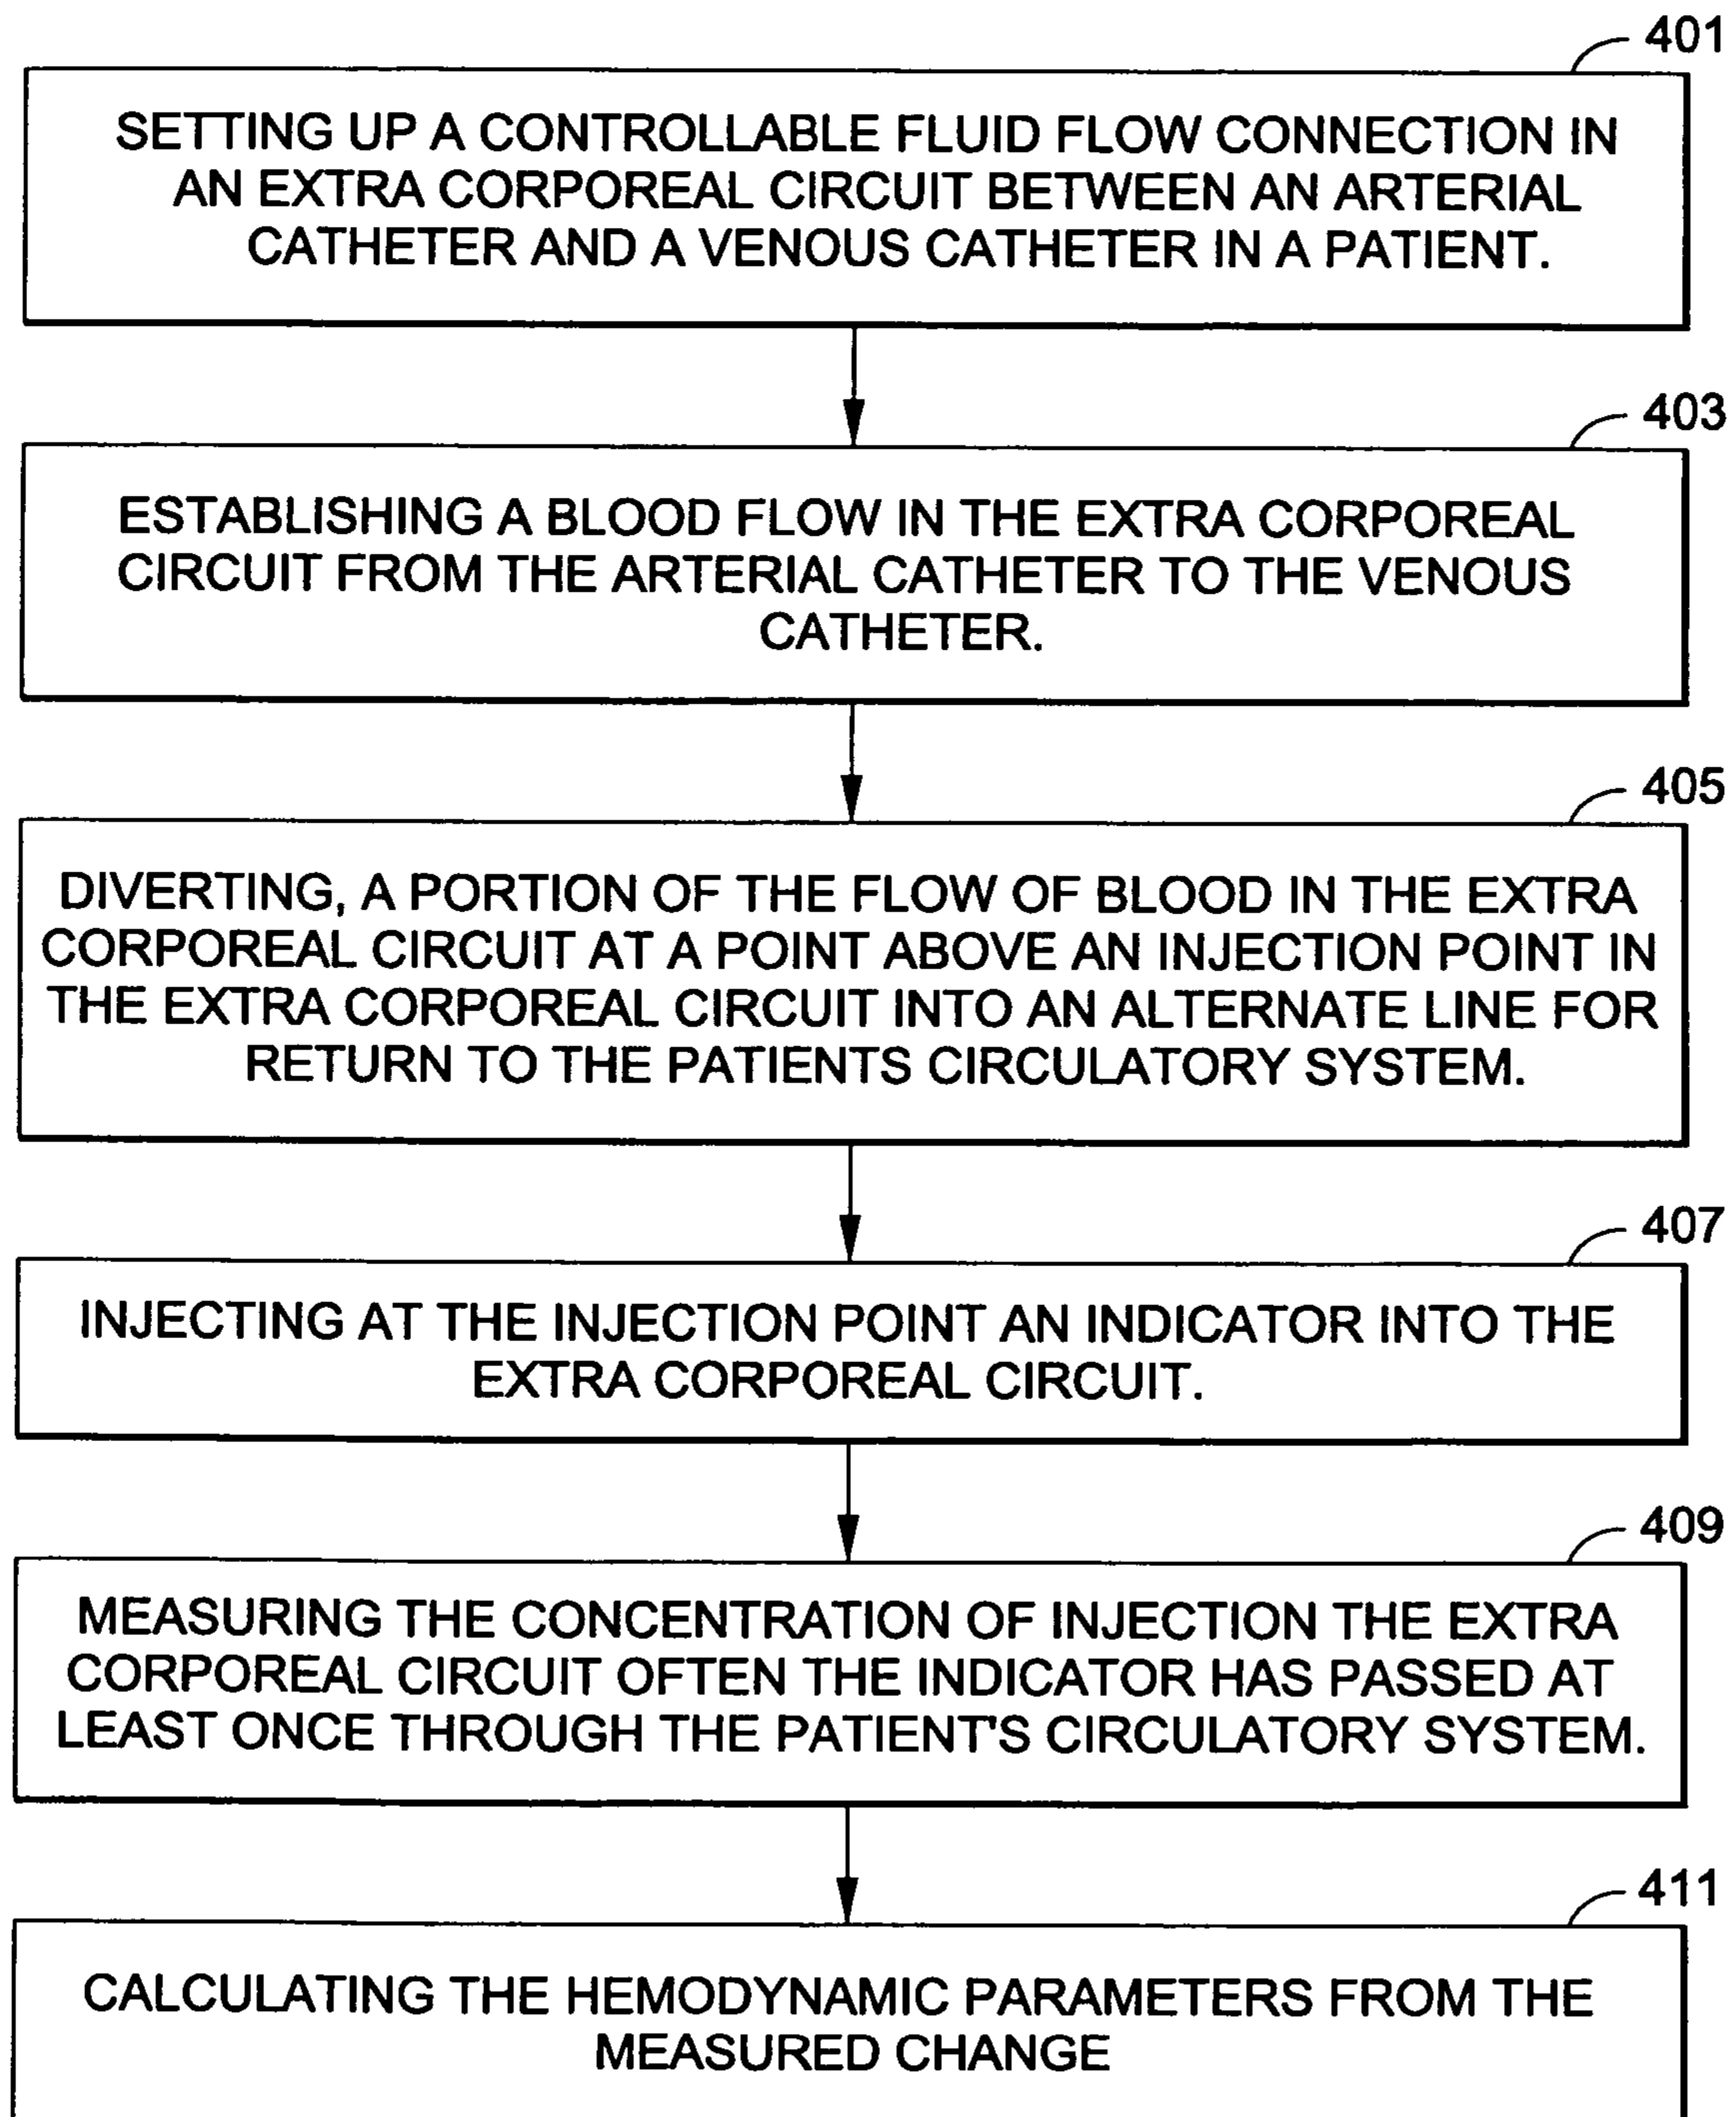 401
SETTING UP A CONTROLLABLE FLUID FLOW CONNECTION IN
AN EXTRA CORPOREAL CIRCUIT BETWEEN AN ARTERIAL
CATHETER AND A VENOUS CATHETER IN A PATIENT.
403
ESTABLISHING A BLOOD FLOW IN THE EXTRA CORPOREAL
CIRCUIT FROM THE ARTERIAL CATHETER TO THE VENOUS
CATHETER.
405
DIVERTING, A PORTION OF THE FLOW OF BLOOD IN THE EXTRA
CORPOREAL CIRCUIT AT A POINT ABOVE AN INJECTION POINT IN
THE EXTRA CORPOREAL CIRCUIT INTO AN ALTERNATE LINE FOR
RETURN TO THE PATIENTS CIRCULATORY SYSTEM.
407
INJECTING AT THE INJECTION POINT AN INDICATOR INTO THE
EXTRA CORPOREAL CIRCUIT.
409
MEASURING THE CONCENTRATION OF INJECTION THE EXTRA
CORPOREAL CIRCUIT OFTEN THE INDICATOR HAS PASSED AT
LEAST ONCE THROUGH THE PATIENT'S CIRCULATORY SYSTEM.
411
CALCULATING THE HEMODYNAMIC PARAMETERS FROM THE
MEASURED CHANGE